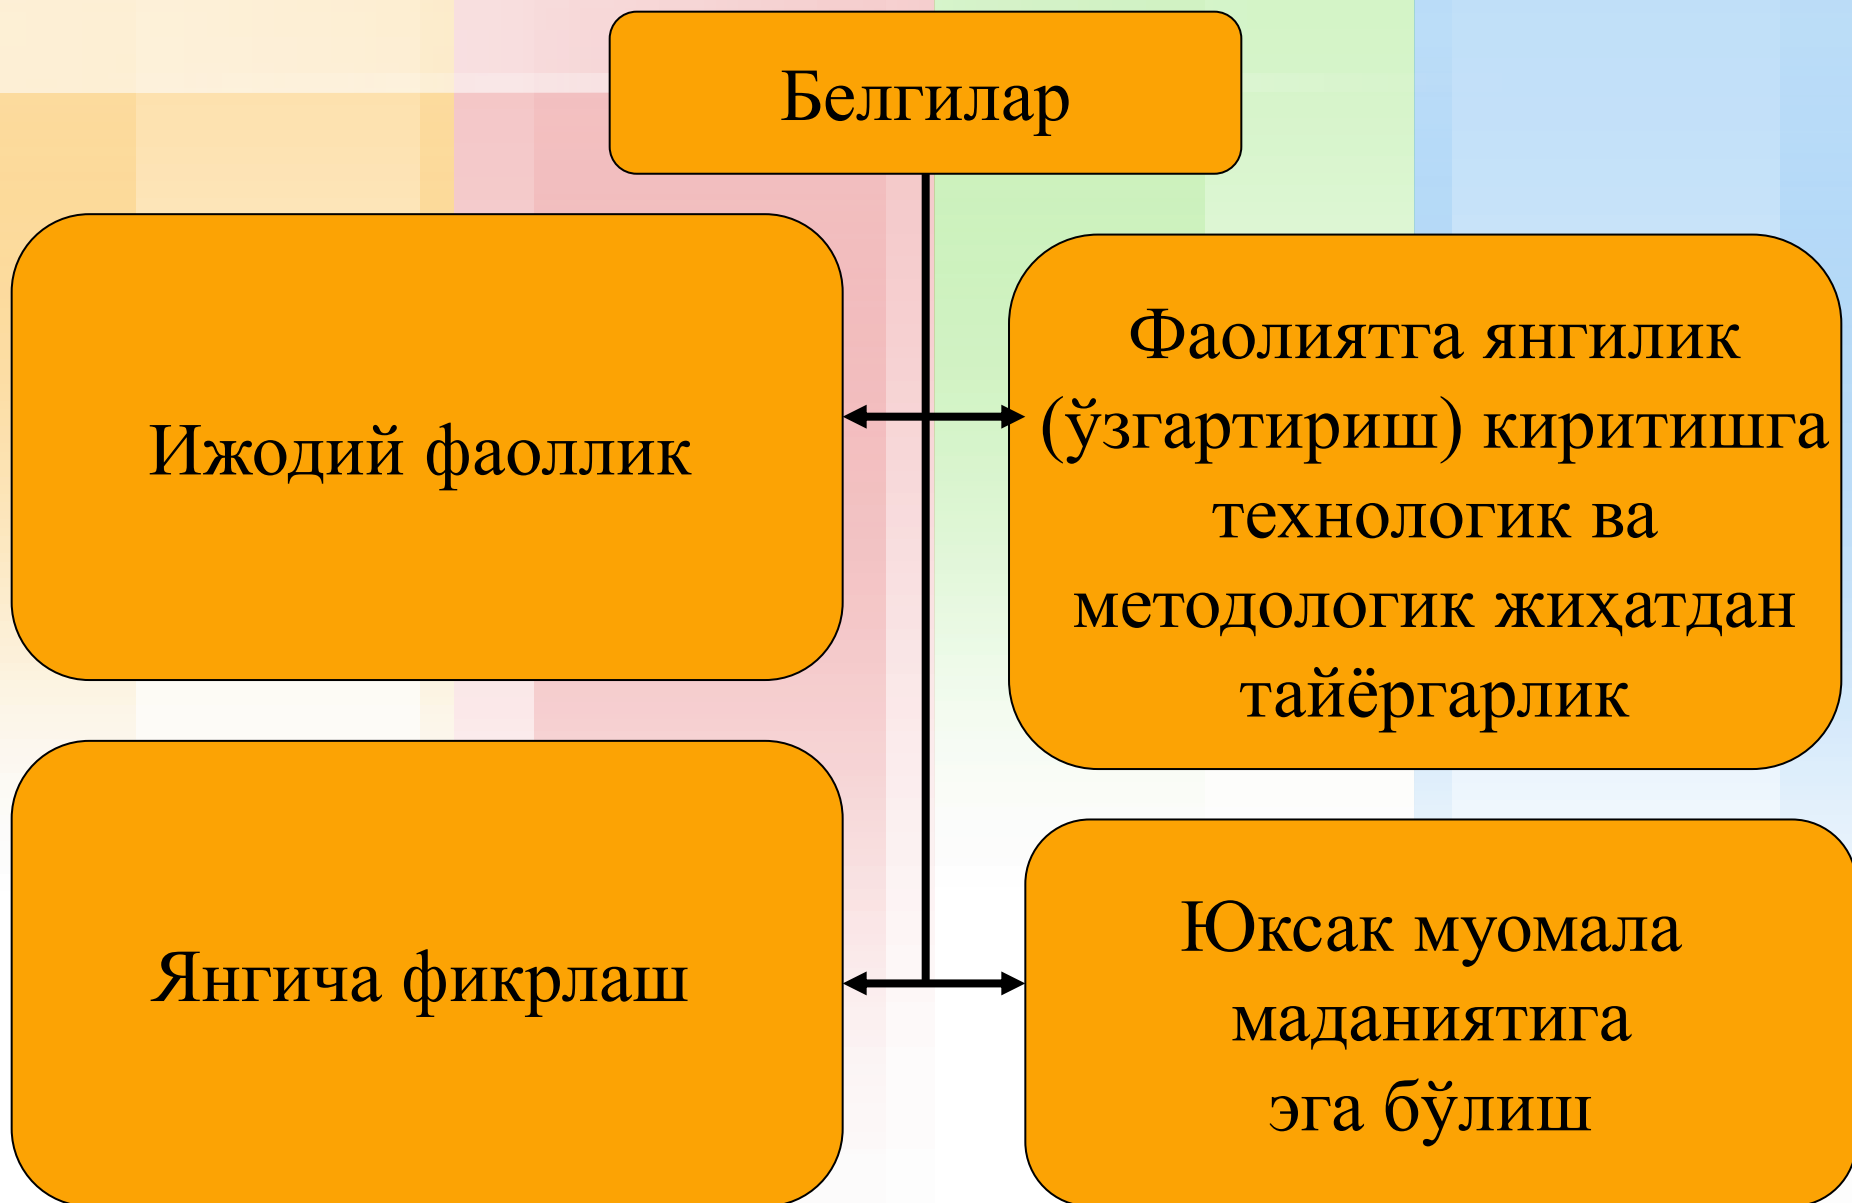 Белгилар
Ижодий фаоллик
Фаолиятга янгилик
(ўзгартириш) киритишга
технологик ва
методологик жиҳатдан
тайёргарлик
Янгича фикрлаш
Юксак муомала
маданиятига
эга бўлиш